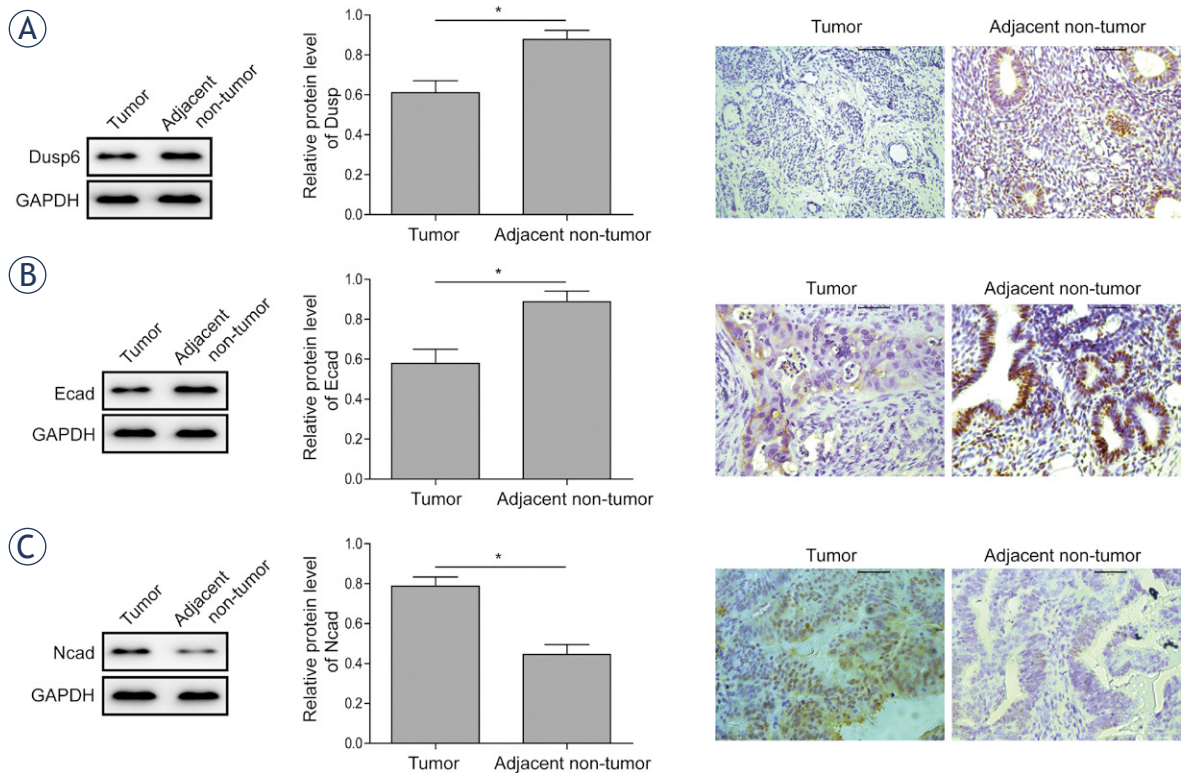 A
Tumor
Adjacent
non-tumor
Dusp6
GAPDH
Relative protein level
of Dusp
1.0
0.8
0.6
0.4
0.2
0.0
*
Tumor
Adjacent non-tumor
Tumor
Adjacent non-tumor
B
Tumor
Adjacent
non-tumor
Ecad
GAPDH
Relative protein level
of Ecad
1.0
0.8
0.6
0.4
0.2
0.0
*
Tumor
Adjacent non-tumor
Tumor
Adjacent non-tumor
C
Tumor
Adjacent
non-tumor
Ncad
GAPDH
Relative protein level
of Ncad
1.0
0.8
0.6
0.4
0.2
0.0
*
Tumor
Adjacent non-tumor
Tumor
Adjacent non-tumor